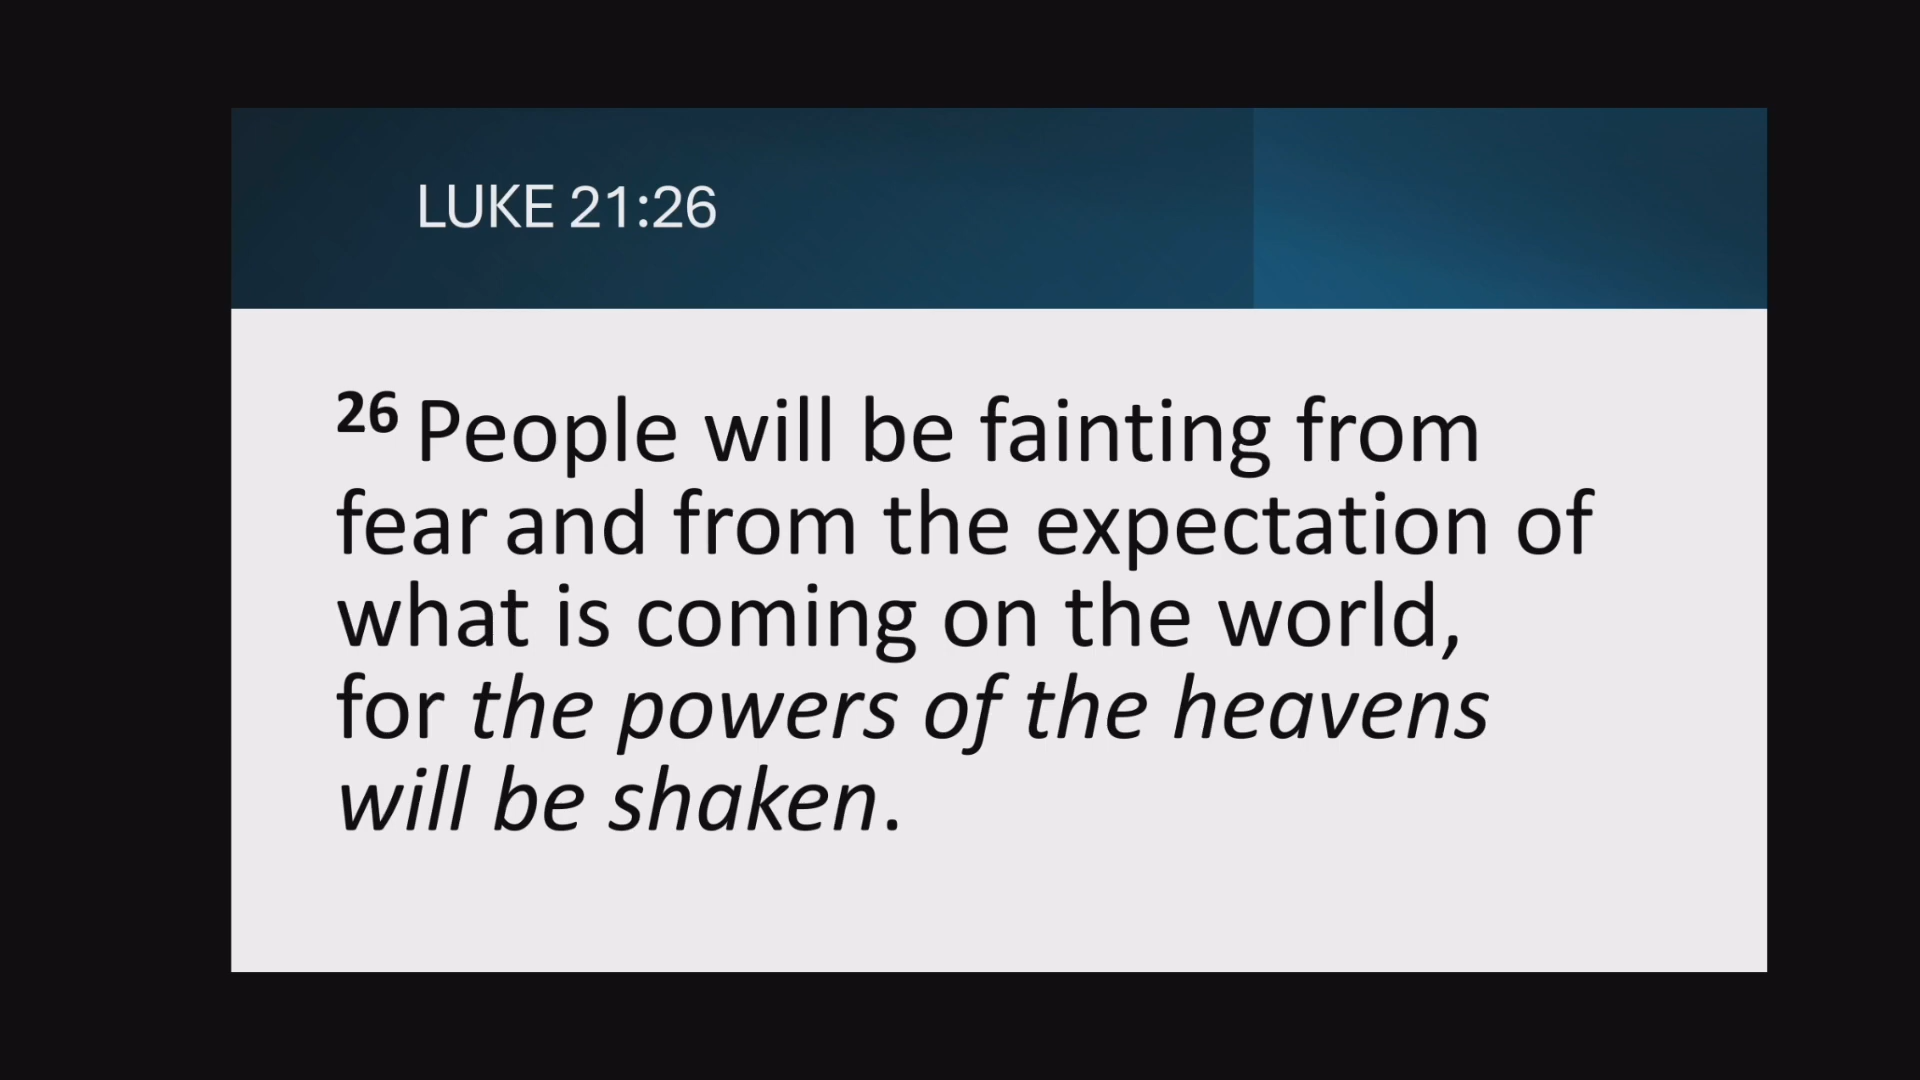 LUKE 21:26
26 People will be fainting from
fear and from the expectation of
what is coming on the world,
for the powers of the heavens
will be shaken.